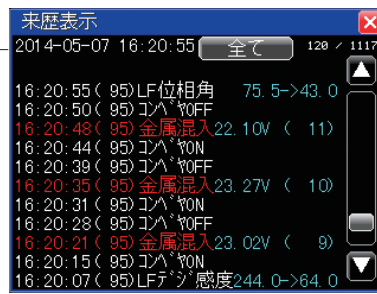 来歴表示
2014-05-07 16:20:55 全て 120 / 1117
16:20:55( 95)LF位相角 75.5->43.0
16:20:50( 95)ｺﾝﾍﾞﾔOFF
16:20:48( 95)金属混入22.10V ( 11)
16:20:44( 95)ｺﾝﾍﾞﾔON
16:20:39( 95)ｺﾝﾍﾞﾔOFF
16:20:35( 95)金属混入23.27V ( 10)
16:20:31( 95)ｺﾝﾍﾞﾔON
16:20:28( 95)ｺﾝﾍﾞﾔOFF
16:20:21( 95)金属混入23.02V ( 9)
16:20:15( 95)ｺﾝﾍﾞﾔON
16:20:07( 95)LFﾃﾞｼﾞ感度244.0->64.0